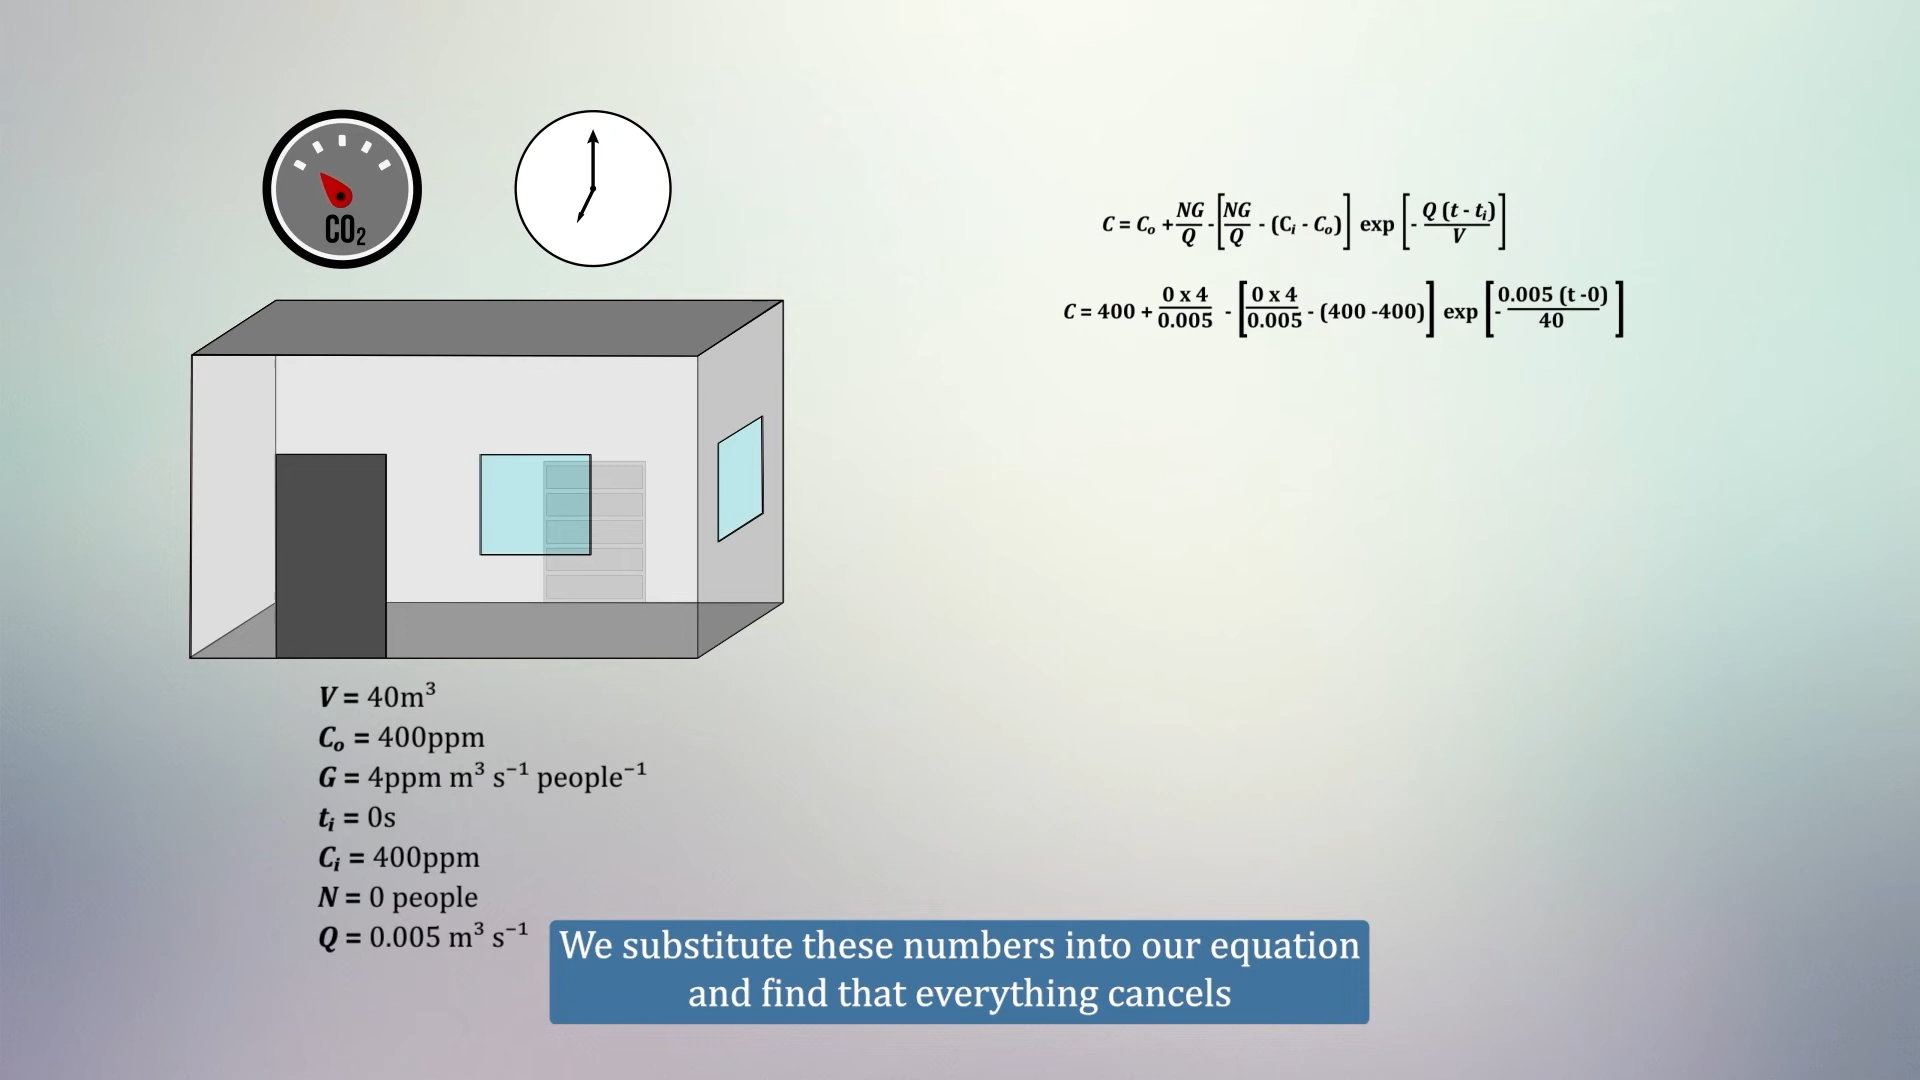 CO₂
C = Cₒ + NG/Q - [NG/Q - (Cᵢ - Cₒ)] exp [- Q (t - tᵢ)/V]
C = 400 + 0 x 4/0.005 - [0 x 4/0.005 - (400 -400)] exp [- 0.005 (t -0)/40]
V = 40m³
Cₒ = 400ppm
G = 4ppm m³ s⁻¹ people⁻¹
tᵢ = 0s
Cᵢ = 400ppm
N = 0 people
Q = 0.005 m³ s⁻¹
We substitute these numbers into our equation
and find that everything cancels